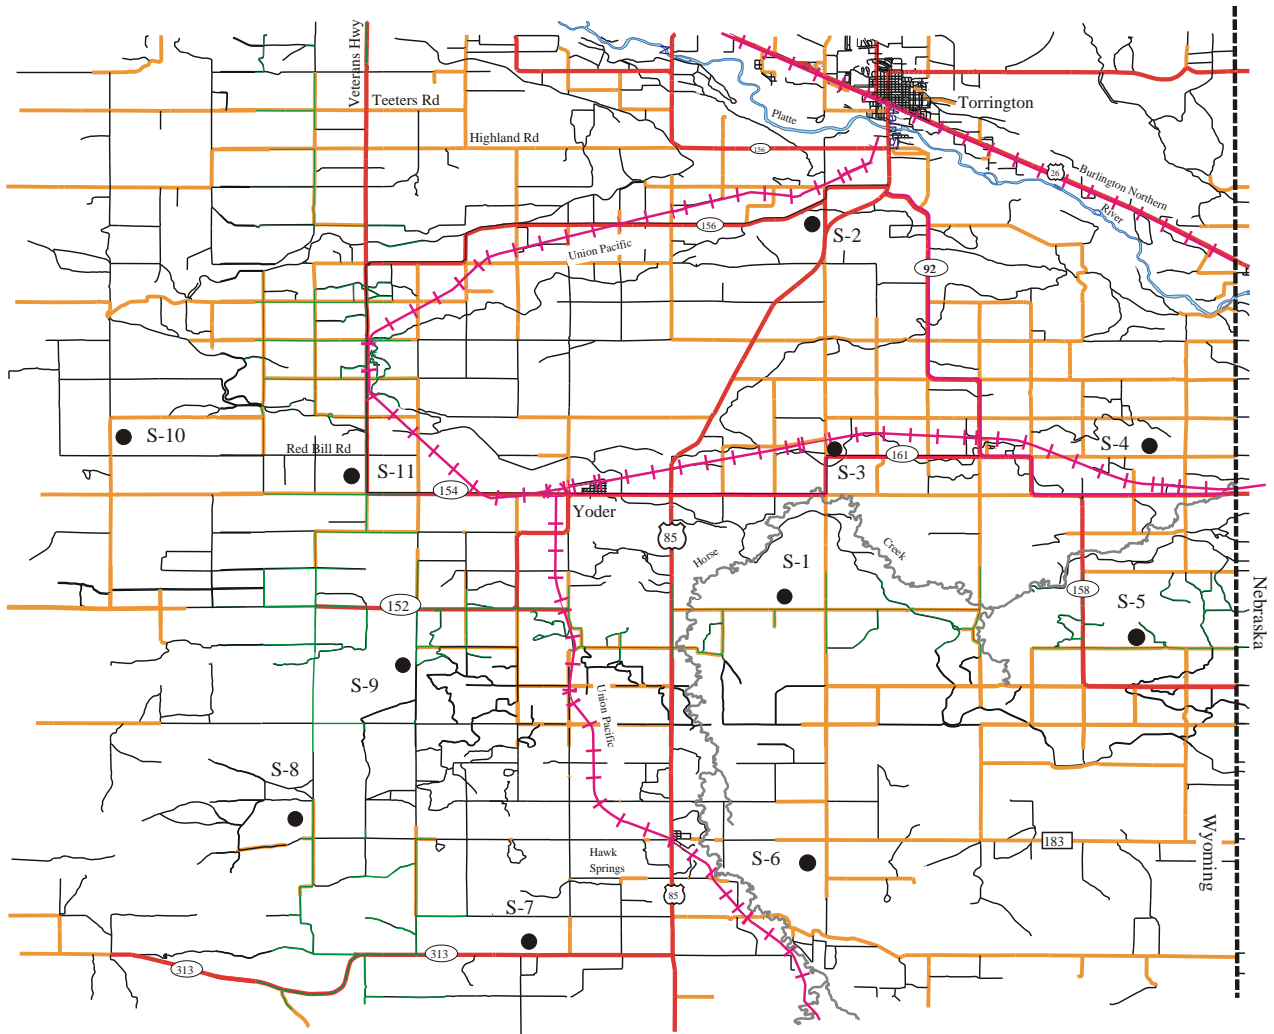 Veterans Hwy
Teeters Rd
Torrington
Platte
Highland Rd
156
26
Burlington Northern
River
156
S-2
Union Pacific
92
S-10
Red Bill Rd
S-11
S-4
161
S-3
154
Yoder
85
Horse
Creek
S-1
Nebraska
158
152
S-5
S-9
Union Pacific
S-8
Wyoming
183
Hawk
Springs
S-6
85
S-7
313
313